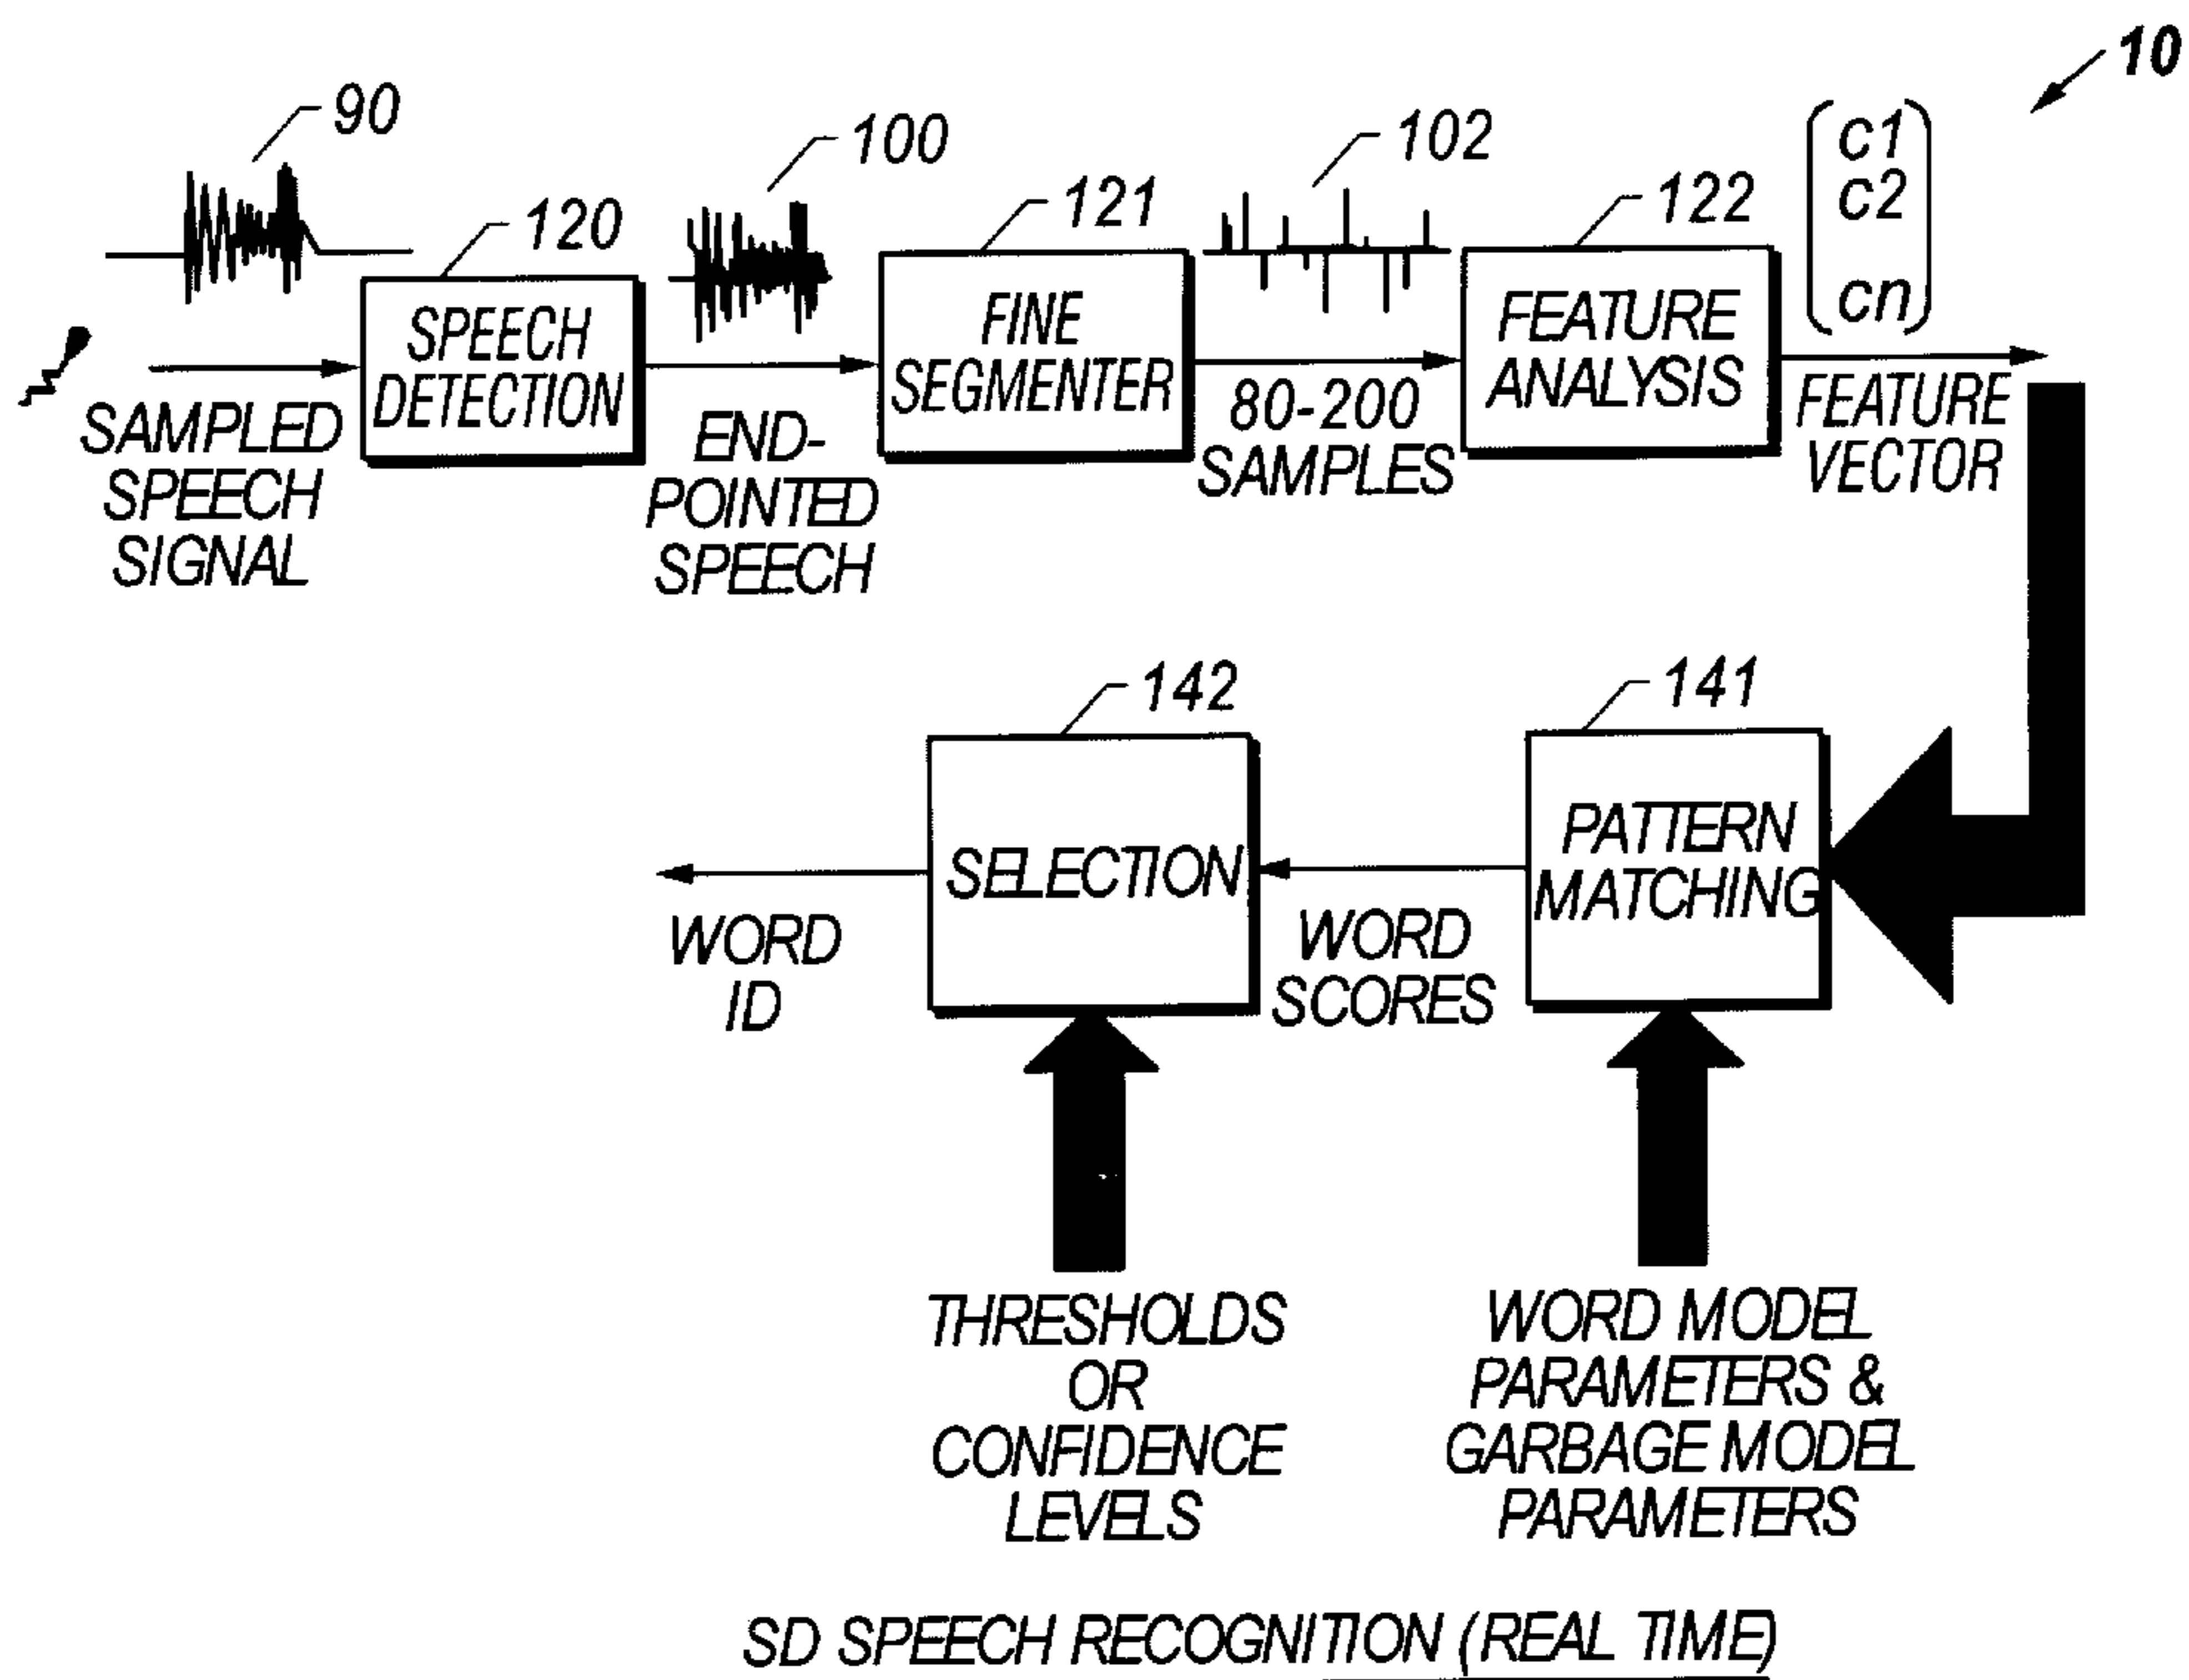 10
90
100
102
c1
c2
cn
120
121
122
SPEECH
DETECTION
FINE
SEGMENTER
FEATURE
ANALYSIS
SAMPLED
SPEECH
SIGNAL
END-
POINTED
SPEECH
80-200
SAMPLES
FEATURE
VECTOR
142
141
SELECTION
PATTERN
MATCHING
WORD
ID
WORD
SCORES
THRESHOLDS
OR
CONFIDENCE
LEVELS
WORD MODEL
PARAMETERS &
GARBAGE MODEL
PARAMETERS
SD SPEECH RECOGNITION (REAL TIME)